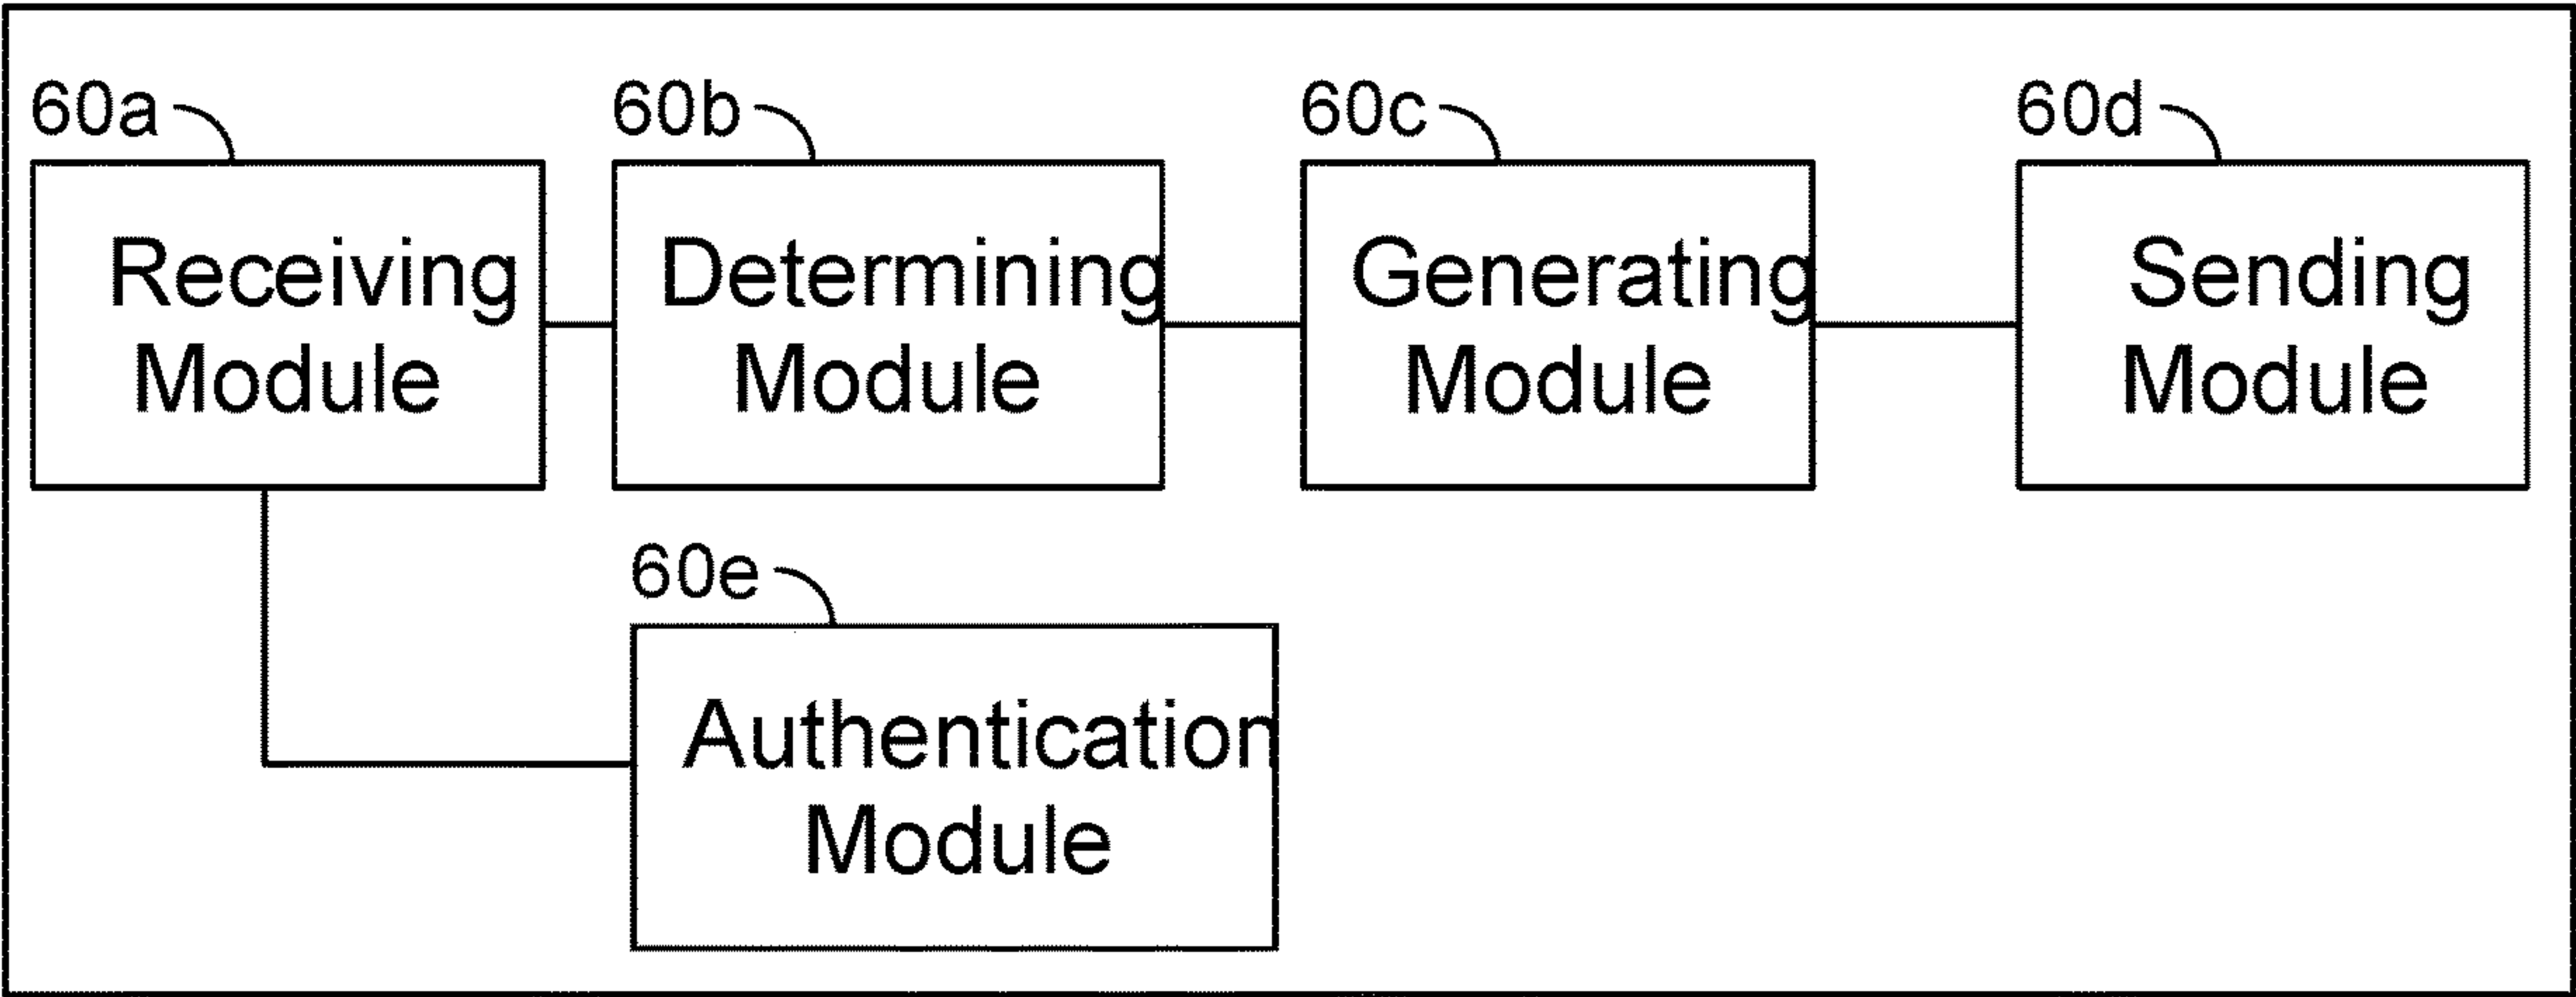 60a
60b
60c
60d
Receiving
Module
Determining
Module
Generating
Module
Sending
Module
60e
Authentication
Module